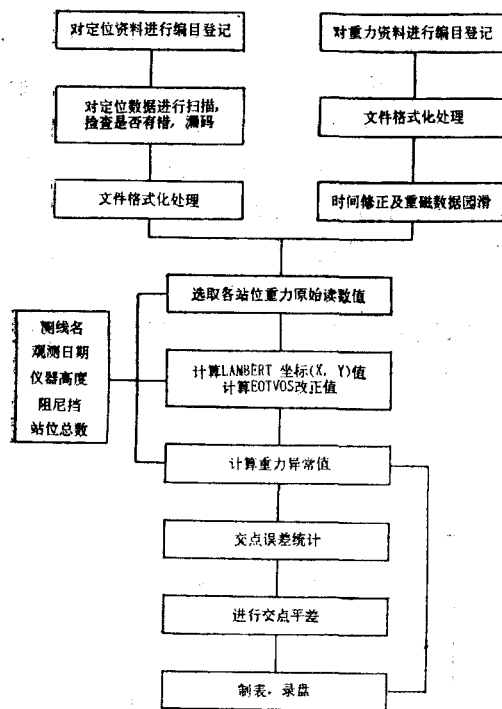 对定位资料进行编目登记
对重力资料进行编目登记
对定位数据进行扫描,
检查是否有错, 漏码
文件格式化处理
文件格式化处理
时间修正及重磁数据园滑
选取各站位重力原始读数值
测线名
观测日期
仪器高度
阻尼挡
站位总数
计算LANBERT 坐标(X, Y)值
计算EOTVOS改正值
计算重力异常值
交点误差统计
进行交点平差
制表. 录盘